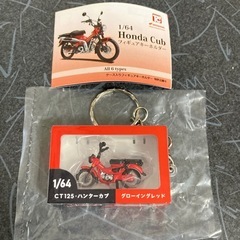 1/64
Honda Cub
フィギュアキーホルダー
All 6 types
1/64
CT125・ハンターカブ
グローイングレッド